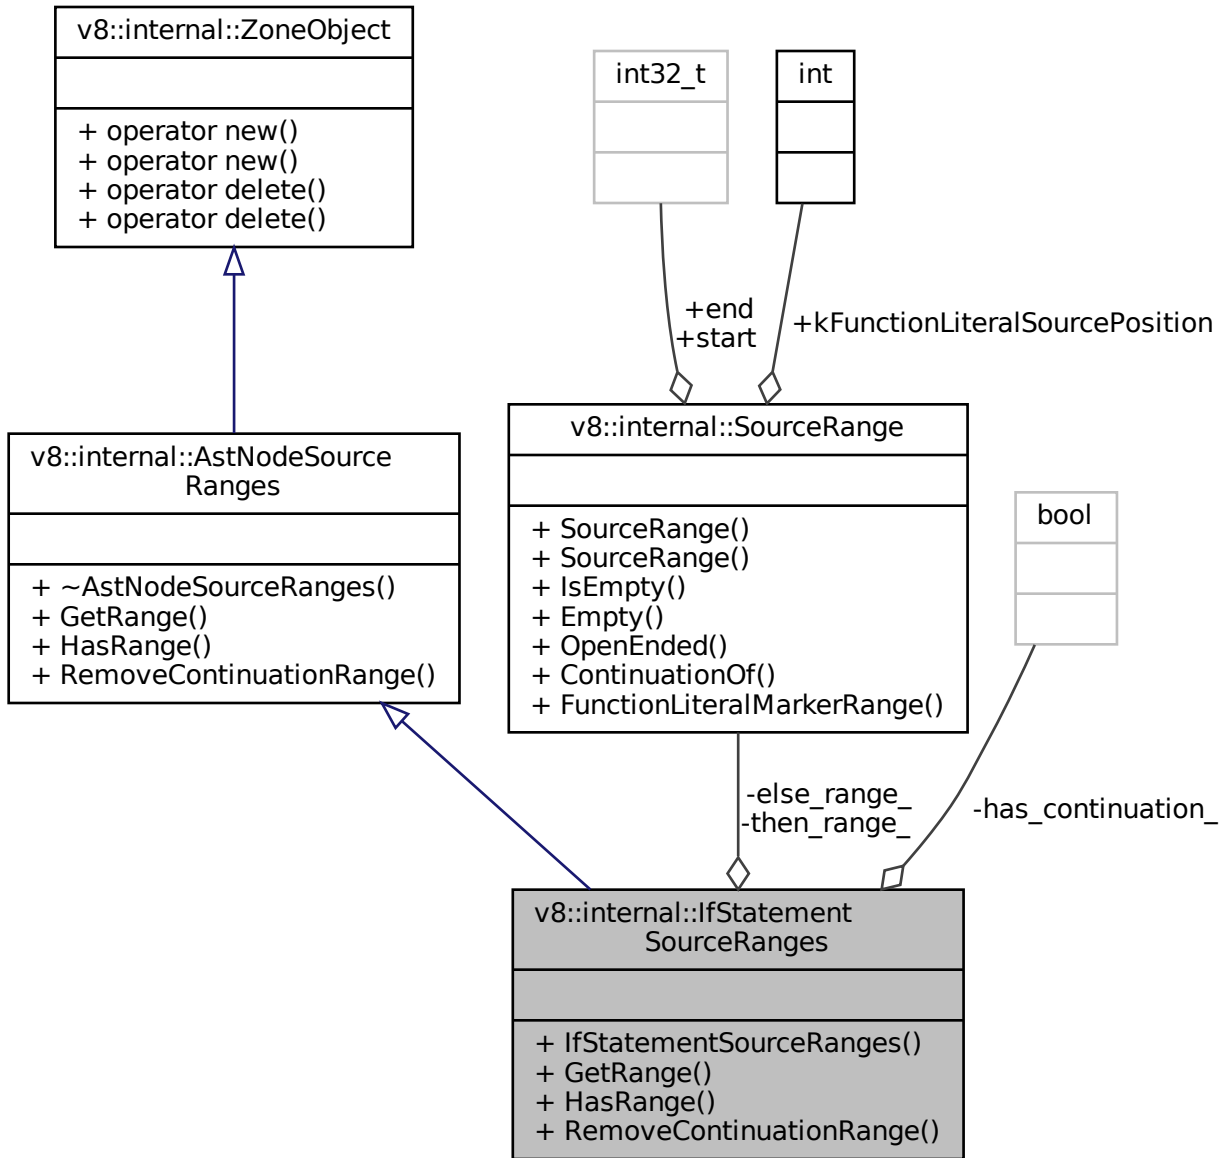 v8::internal::ZoneObject
+ operator new()
+ operator new()
+ operator delete()
+ operator delete()
int32_t
int
+end
+start
+kFunctionLiteralSourcePosition
v8::internal::AstNodeSource
Ranges
+ ~AstNodeSourceRanges()
+ GetRange()
+ HasRange()
+ RemoveContinuationRange()
v8::internal::SourceRange
+ SourceRange()
+ SourceRange()
+ IsEmpty()
+ Empty()
+ OpenEnded()
+ ContinuationOf()
+ FunctionLiteralMarkerRange()
bool
-else_range_
-then_range_
-has_continuation_
v8::internal::IfStatement
SourceRanges
+ IfStatementSourceRanges()
+ GetRange()
+ HasRange()
+ RemoveContinuationRange()